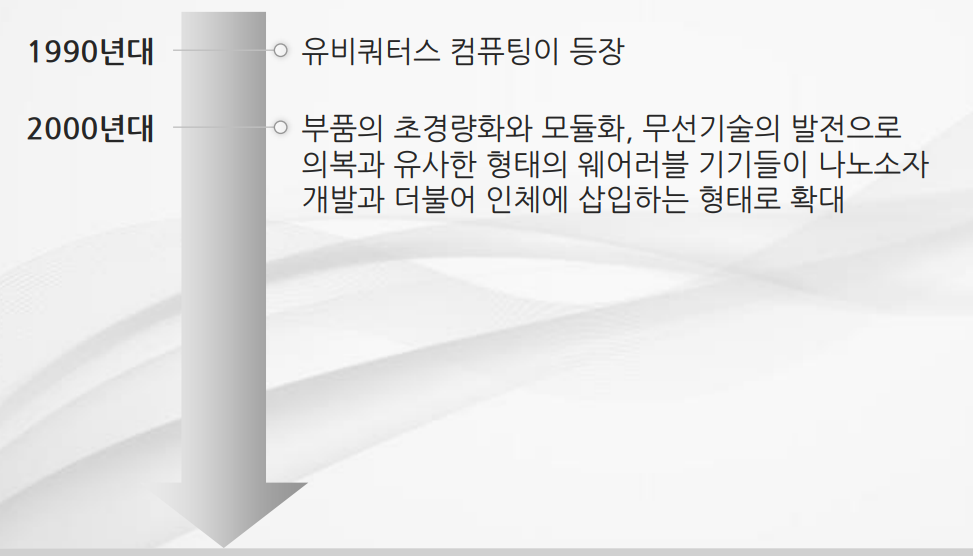 1990년대 유비쿼터스 컴퓨팅이 등장
2000년대 부품의 초경량화와 모듈화, 무선기술의 발전으로
의복과 유사한 형태의 웨어러블 기기들이 나노소자
개발과 더불어 인체에 삽입하는 형태로 확대